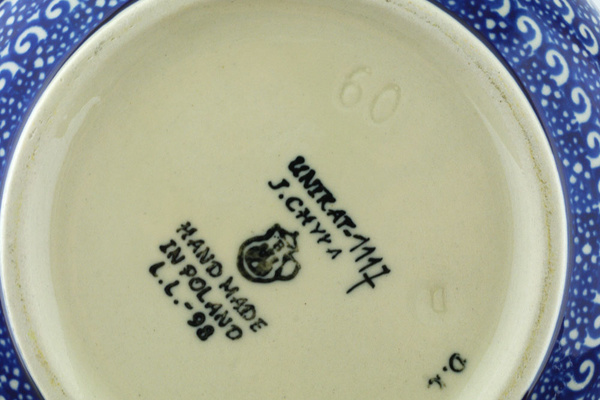 60
UNIKAT-1117
J.CHYŁA
HAND MADE
IN POLAND
L.L.-98
D